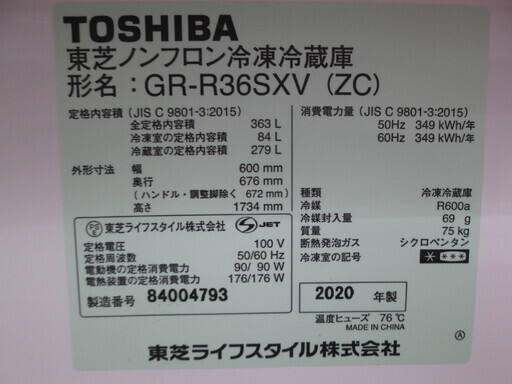 TOSHIBA
東芝ノンフロン冷凍冷蔵庫
形名：GR-R36SXV (ZC)
定格内容積 (JIS C 9801-3:2015)
全定格内容積 363 L
冷凍室の定格内容積 84 L
冷蔵室の定格内容積 279 L
外形寸法 幅 600 mm
奥行 676 mm
(ハンドル・調整脚除く 672 mm)
高さ 1734 mm
東芝ライフスタイル株式会社 JET
定格電圧 100 V
定格周波数 50/60 Hz
電動機の定格消費電力 90/ 90 W
電熱装置の定格消費電力 176/176 W
製造番号 84004793
消費電力量 (JIS C 9801-3:2015)
50Hz 349 kWh/年
60Hz 349 kWh/年
種類 冷凍冷蔵庫
冷媒 R600a
冷媒封入量 69 g
質量 75 kg
断熱発泡ガス シクロペンタン
冷凍室の記号
2020 年製
温度ヒューズ 76℃
MADE IN CHINA
Ⓐ
東芝ライフスタイル株式会社